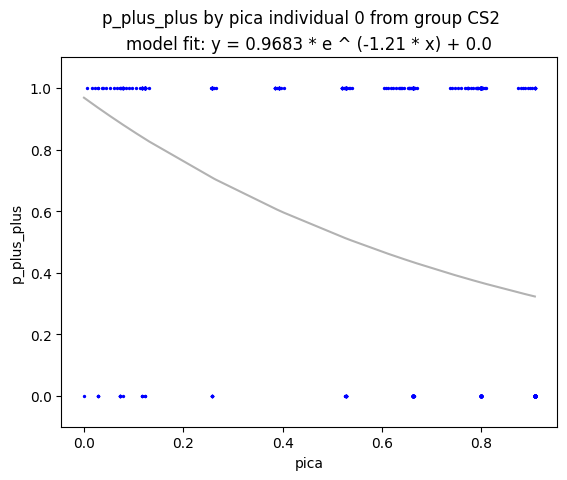 p_plus_plus by pica individual 0 from group CS2
model fit: y = 0.9683 * e ^ (-1.21 * x) + 0.0
1.0
0.8
0.6
0.4
0.2
0.0
p_plus_plus
0.0 0.2 0.4 0.6 0.8
pica